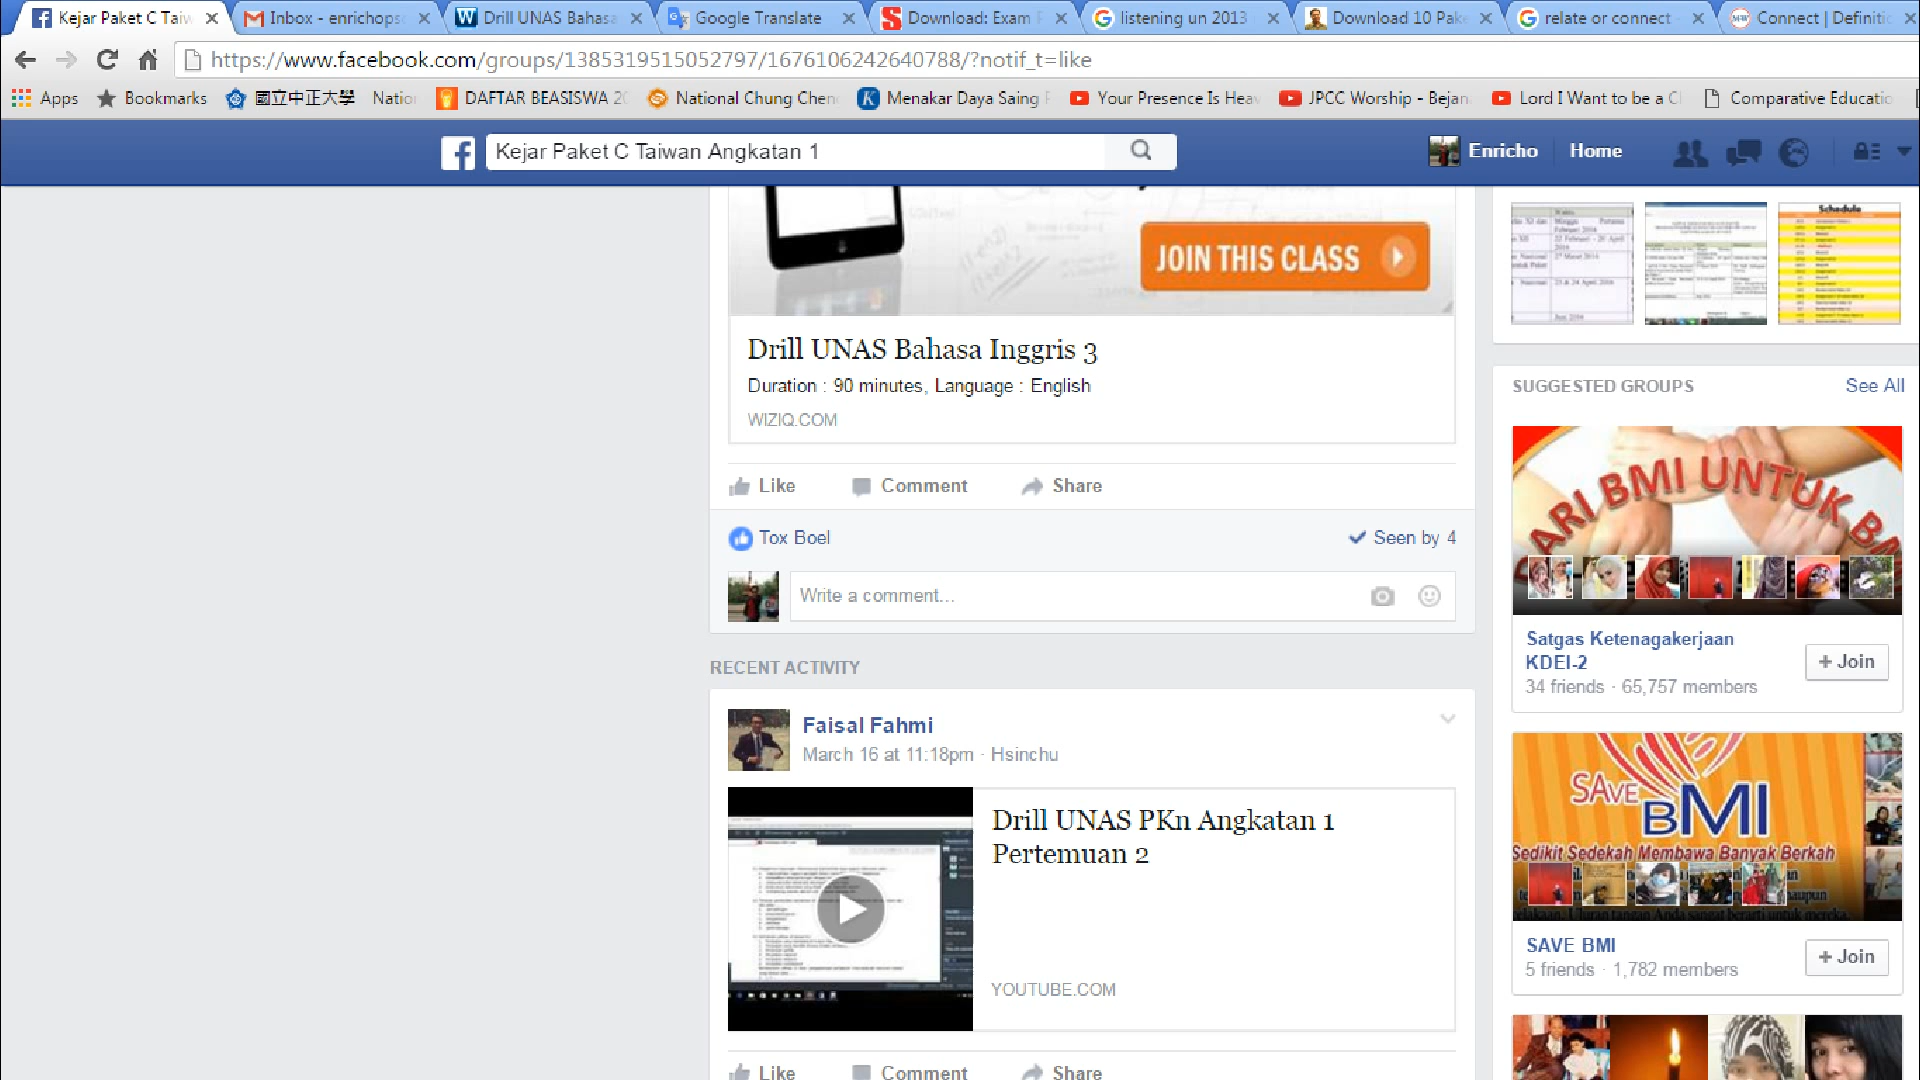 Kejar Paket C Taiw
Inbox - enrichops
Drill UNAS Bahasa
Google Translate
Download: Exam
listening un 2013
Download 10 Pake
relate or connect
Connect | Definiti
https://www.facebook.com/groups/1385319515052797/1676106242640788/?notif_t=like
Apps
Bookmarks
國立中正大學
Natio
DAFTAR BEASISWA 20
National Chung Chen
Menakar Daya Saing
Your Presence Is Heav
JPCC Worship - Bejan
Lord I Want to be a C
Comparative Educatio
Kejar Paket C Taiwan Angkatan 1
Enricho
Home
JOIN THIS CLASS
Drill UNAS Bahasa Inggris 3
Duration : 90 minutes, Language : English
WIZIQ.COM
Like Comment Share
Tox Boel
Seen by 4
Write a comment...
RECENT ACTIVITY
Faisal Fahmi
March 16 at 11:18pm · Hsinchu
Drill UNAS PKn Angkatan 1
Pertemuan 2
YOUTUBE.COM
Like Comment Share
Schedule
SUGGESTED GROUPS
See All
DARI BMI UNTUK BM
Satgas Ketenagakerjaan
KDEI-2
34 friends · 65,757 members
+ Join
SAVE
BMI
Sedikit Sedekah Membawa Banyak Berkah
SAVE BMI
5 friends · 1,782 members
+ Join